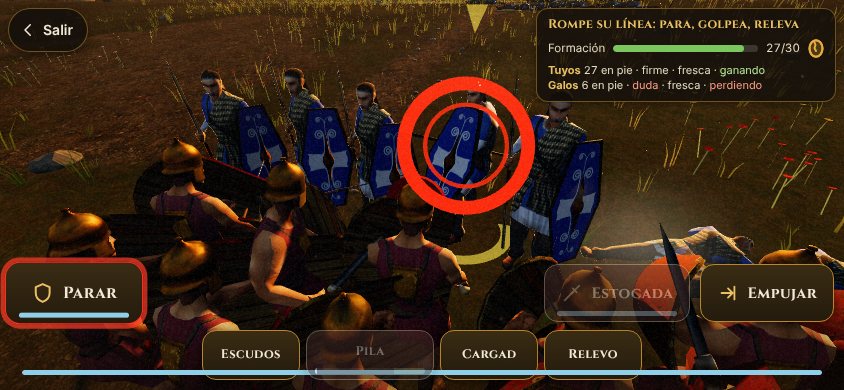 Salir
ROMPE SU LÍNEA: PARA, GOLPEA, RELEVA
Formación 27/30
Tuyos 27 en pie · firme · fresca · ganando
Galos 6 en pie · duda · fresca · perdiendo
PARAR
ESTOCADA
EMPUJAR
ESCUDOS
PILA
CARGAD
RELEVO